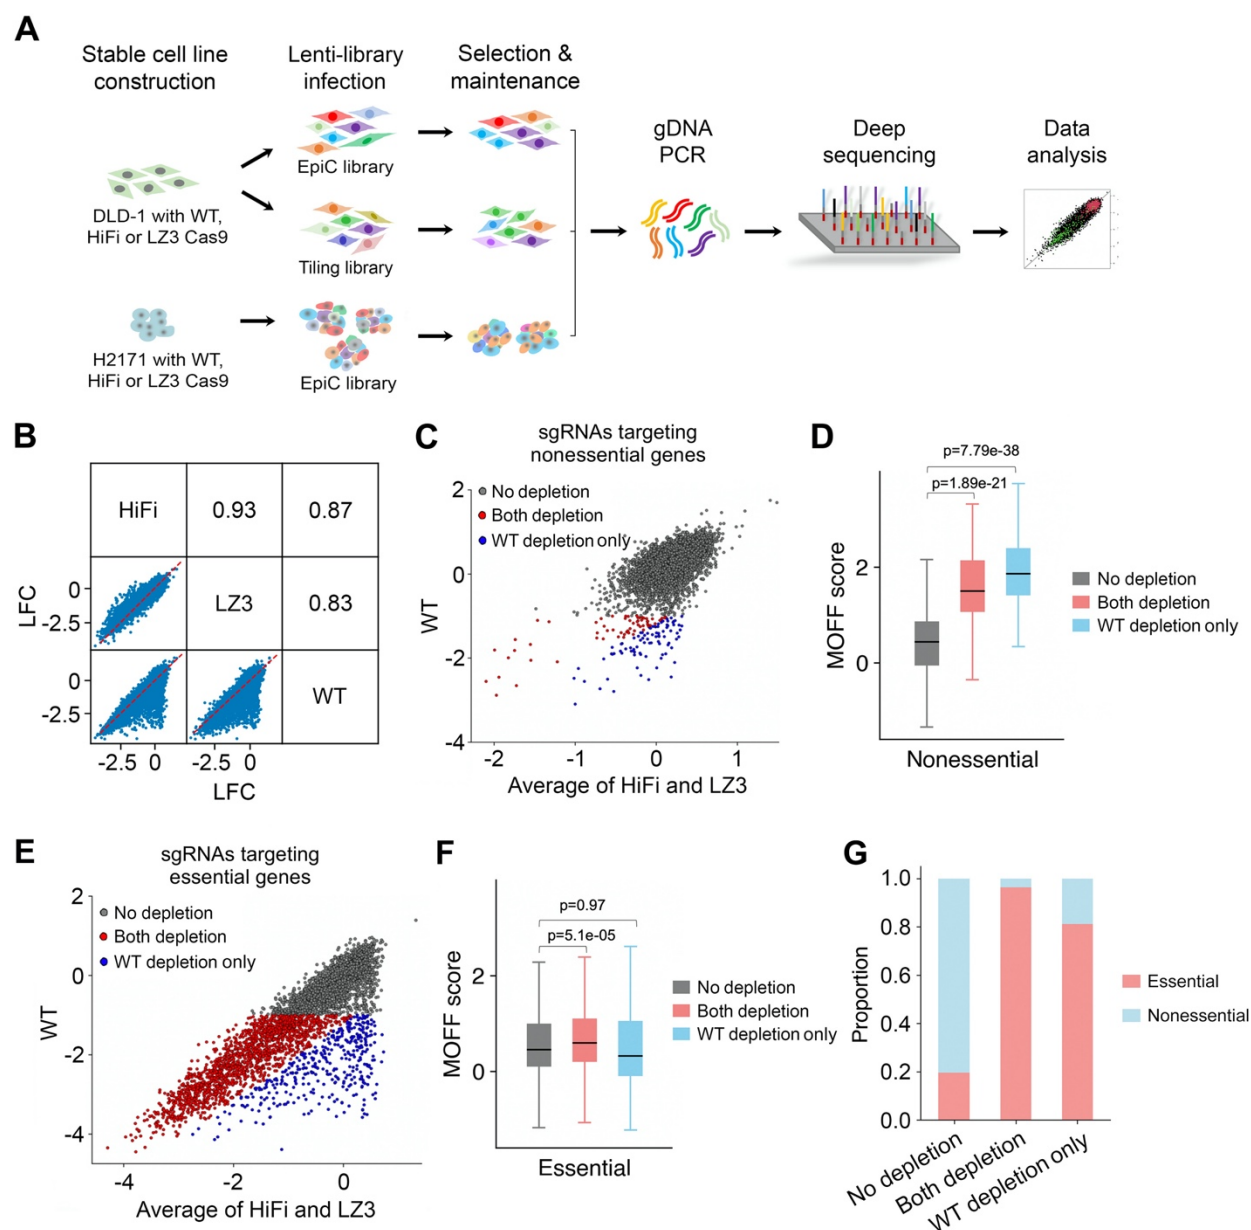 A
Stable cell line
construction
Lenti-library
infection
Selection &
maintenance
EpiC library
DLD-1 with WT,
HiFi or LZ3 Cas9
Tiling library
H2171 with WT,
HiFi or LZ3 Cas9
EpiC library
gDNA
PCR
Deep
sequencing
Data
analysis
B
HiFi
0.93
0.87
LFC
0
-2.5
LZ3
0.83
0
-2.5
WT
-2.5
0
-2.5
0
LFC
C
sgRNAs targeting
nonessential genes
No depletion
Both depletion
WT depletion only
WT
2
0
-2
-4
-2
-1
0
1
Average of HiFi and LZ3
D
p=7.79e-38
p=1.89e-21
MOFF score
2
0
Nonessential
No depletion
Both depletion
WT depletion only
E
sgRNAs targeting
essential genes
No depletion
Both depletion
WT depletion only
WT
2
0
-2
-4
-4
-2
0
Average of HiFi and LZ3
F
p=0.97
p=5.1e-05
MOFF score
2
0
Essential
No depletion
Both depletion
WT depletion only
G
Proportion
1.0
0.8
0.6
0.4
0.2
0.0
No depletion
Both depletion
WT depletion only
Essential
Nonessential